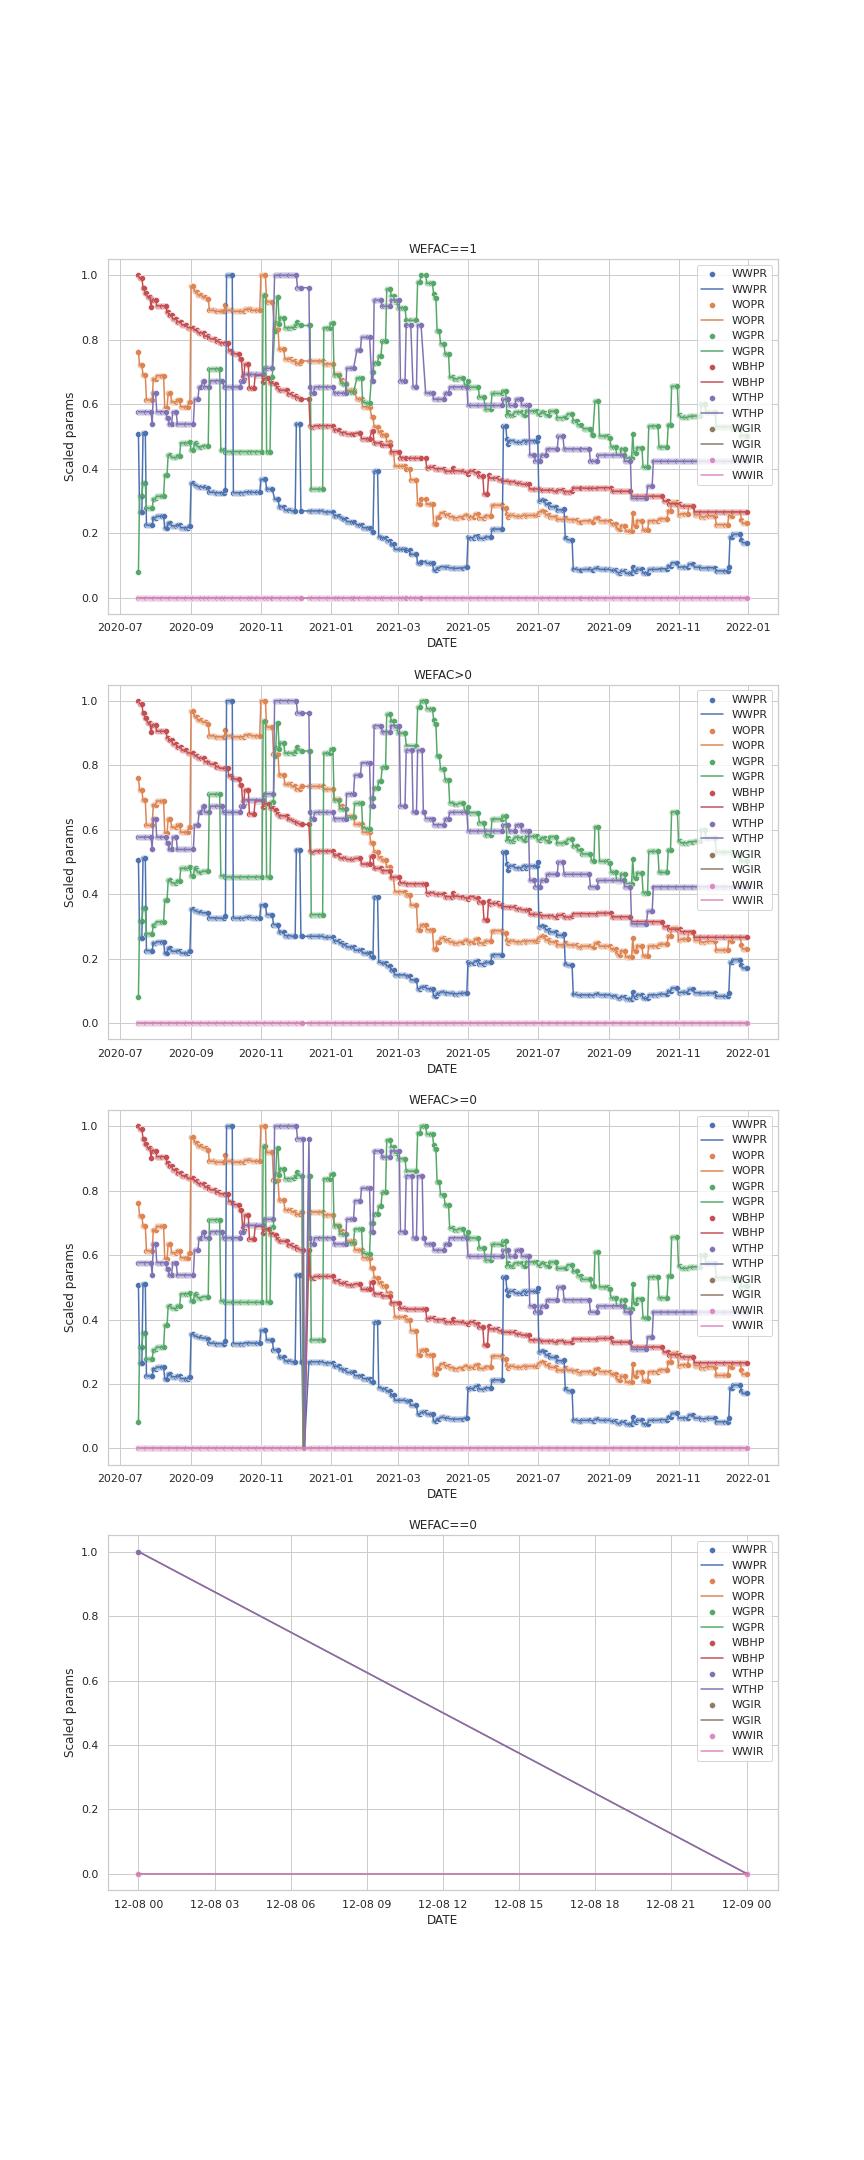 WEFAC==1
1.0
0.8
0.6
0.4
0.2
0.0
Scaled params
WWPR
WWPR
WOPR
WOPR
WGPR
WGPR
WBHP
WBHP
WTHP
WTHP
WGIR
WGIR
WWIR
WWIR
2020-07 2020-09 2020-11 2021-01 2021-03 2021-05 2021-07 2021-09 2021-11 2022-01
DATE
WEFAC>0
1.0
0.8
0.6
0.4
0.2
0.0
Scaled params
WWPR
WWPR
WOPR
WOPR
WGPR
WGPR
WBHP
WBHP
WTHP
WTHP
WGIR
WGIR
WWIR
WWIR
2020-07 2020-09 2020-11 2021-01 2021-03 2021-05 2021-07 2021-09 2021-11 2022-01
DATE
WEFAC>=0
1.0
0.8
0.6
0.4
0.2
0.0
Scaled params
WWPR
WWPR
WOPR
WOPR
WGPR
WGPR
WBHP
WBHP
WTHP
WTHP
WGIR
WGIR
WWIR
WWIR
2020-07 2020-09 2020-11 2021-01 2021-03 2021-05 2021-07 2021-09 2021-11 2022-01
DATE
WEFAC==0
1.0
0.8
0.6
0.4
0.2
0.0
Scaled params
WWPR
WWPR
WOPR
WOPR
WGPR
WGPR
WBHP
WBHP
WTHP
WTHP
WGIR
WGIR
WWIR
WWIR
12-08 00 12-08 03 12-08 06 12-08 09 12-08 12 12-08 15 12-08 18 12-08 21 12-09 00
DATE